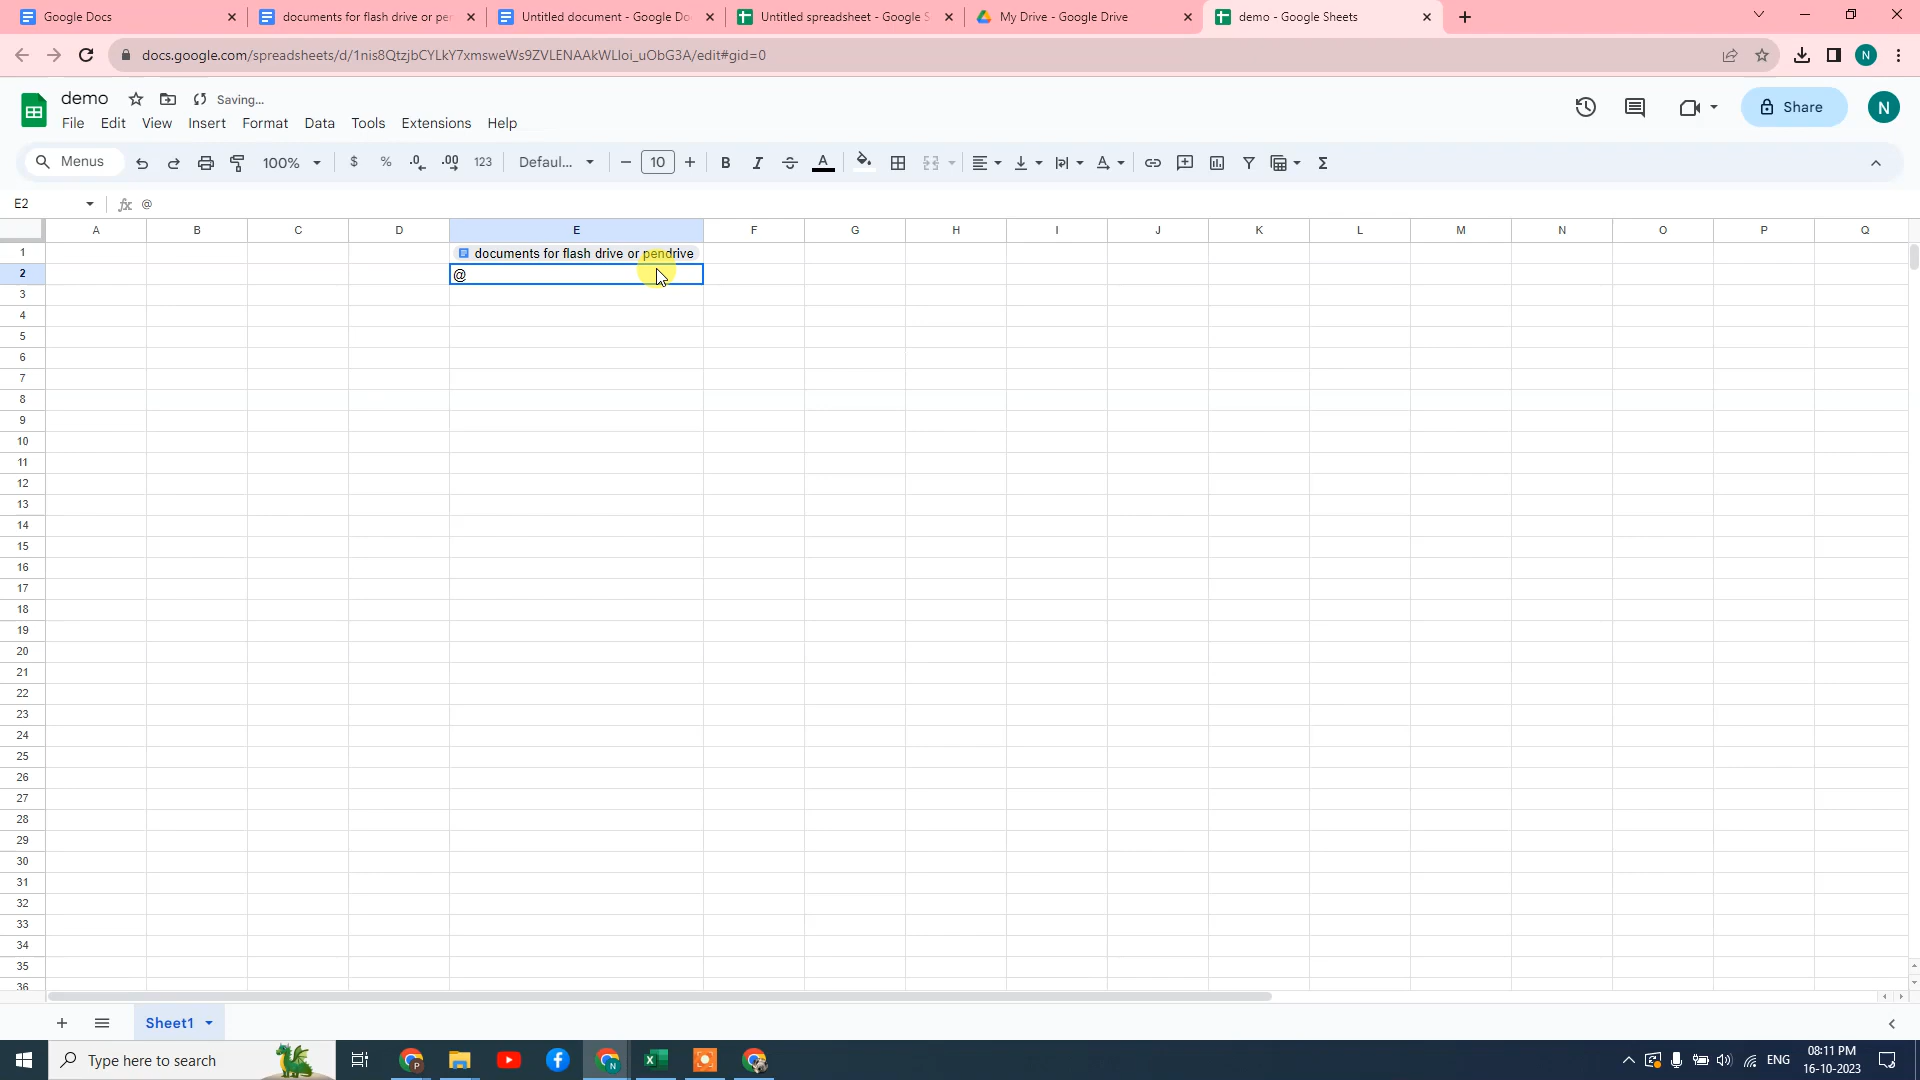 Google Docs
documents for flash drive or per
Untitled document - Google Do
Untitled spreadsheet - Google S
My Drive - Google Drive
demo - Google Sheets
docs.google.com/spreadsheets/d/1nis8QtzjbCYLkY7xmsweWs9ZVLENAAkWLIoi_uObG3A/edit#gid=0
N
demo
Saving...
File Edit View Insert Format Data Tools Extensions Help
Share
N
Menus
100%
$ % .0 .00 123
Defaul...
10
B I A
E2
fx @
A B C D E F G H I J K L M N O P Q
1 documents for flash drive or pendrive
2 @
3
4
5
6
7
8
9
10
11
12
13
14
15
16
17
18
19
20
21
22
23
24
25
26
27
28
29
30
31
32
33
34
35
36
Sheet1
Type here to search
ENG
08:11 PM
16-10-2023